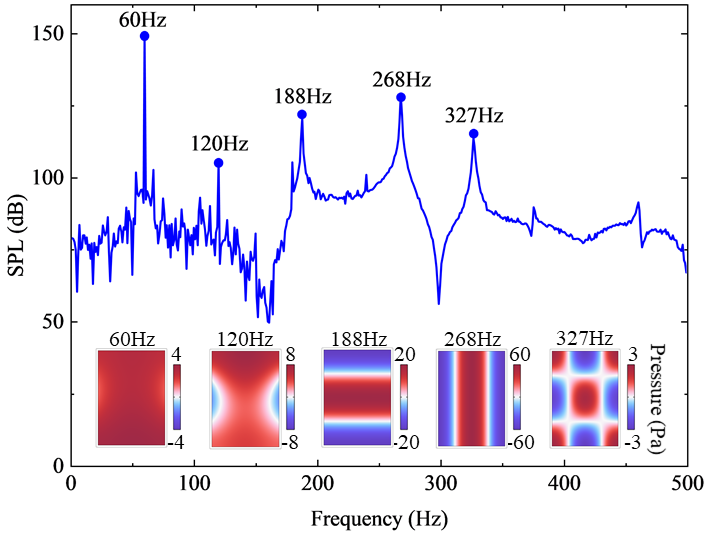 150
100
50
0
SPL (dB)
60Hz
120Hz
188Hz
268Hz
327Hz
60Hz
4
-4
120Hz
8
-8
188Hz
20
-20
268Hz
60
-60
327Hz
3
-3
Pressure (Pa)
0
100
200
300
400
500
Frequency (Hz)